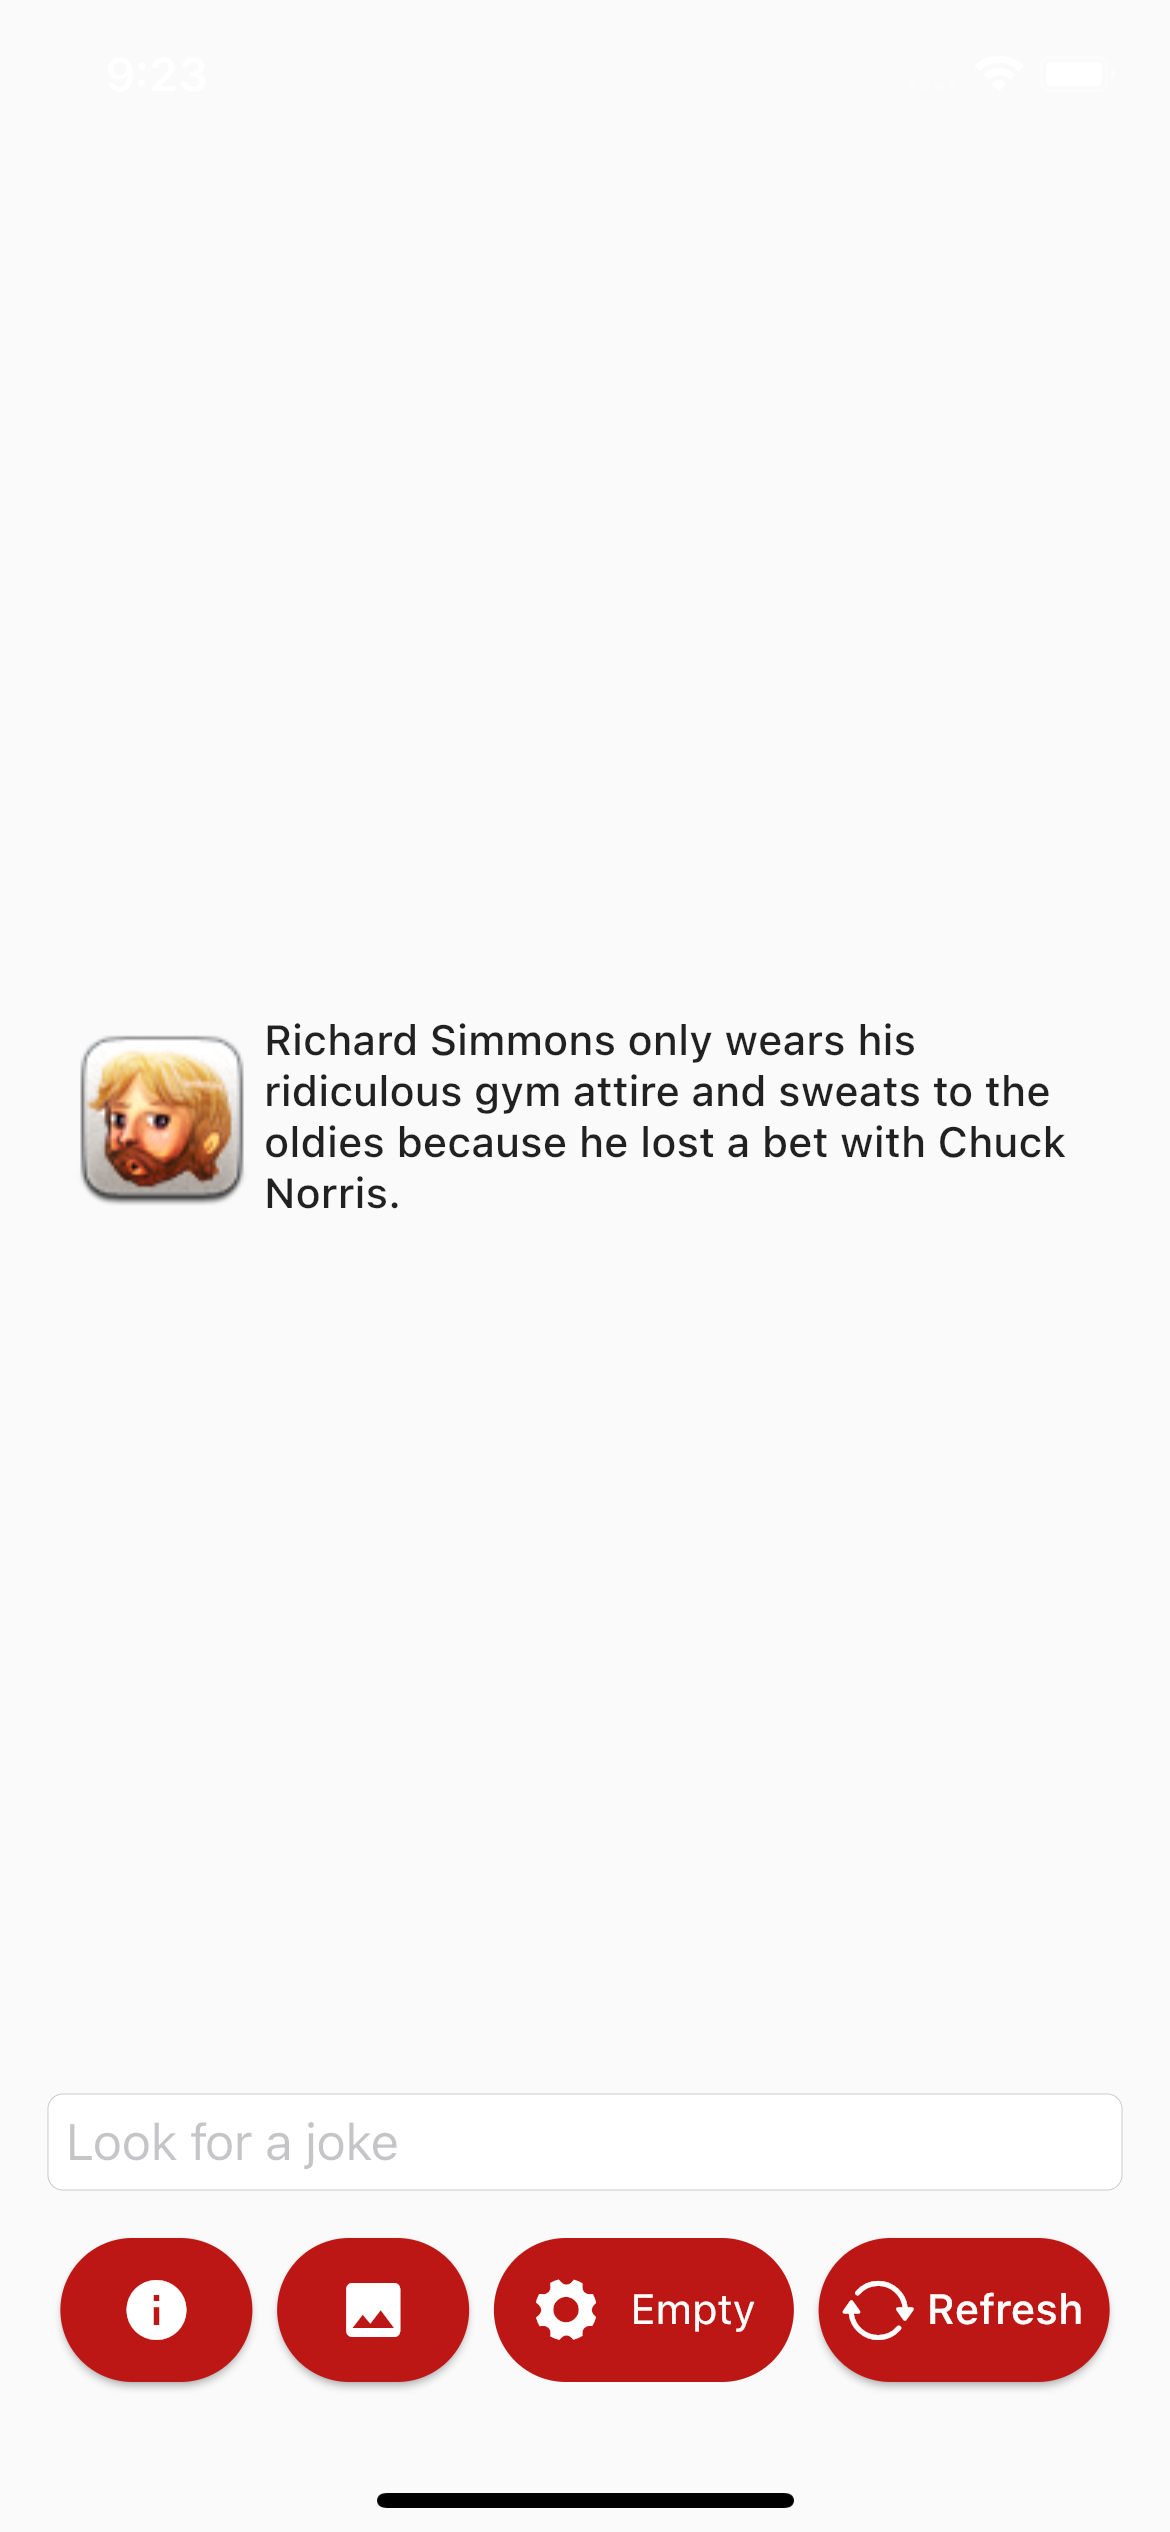 9:23
Richard Simmons only wears his
ridiculous gym attire and sweats to the
oldies because he lost a bet with Chuck
Norris.
Look for a joke
Empty
Refresh